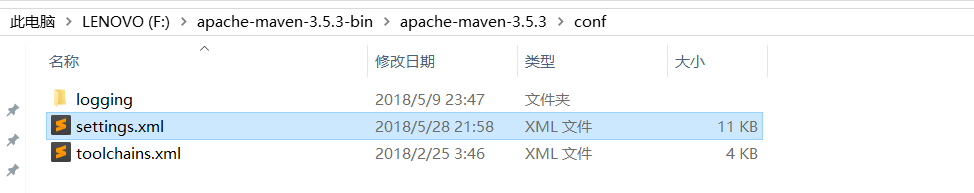 此电脑 > LENOVO (F:) > apache-maven-3.5.3-bin > apache-maven-3.5.3 > conf
名称 修改日期 类型 大小
logging 2018/5/9 23:47 文件夹
settings.xml 2018/5/28 21:58 XML 文件 11 KB
toolchains.xml 2018/2/25 3:46 XML 文件 4 KB